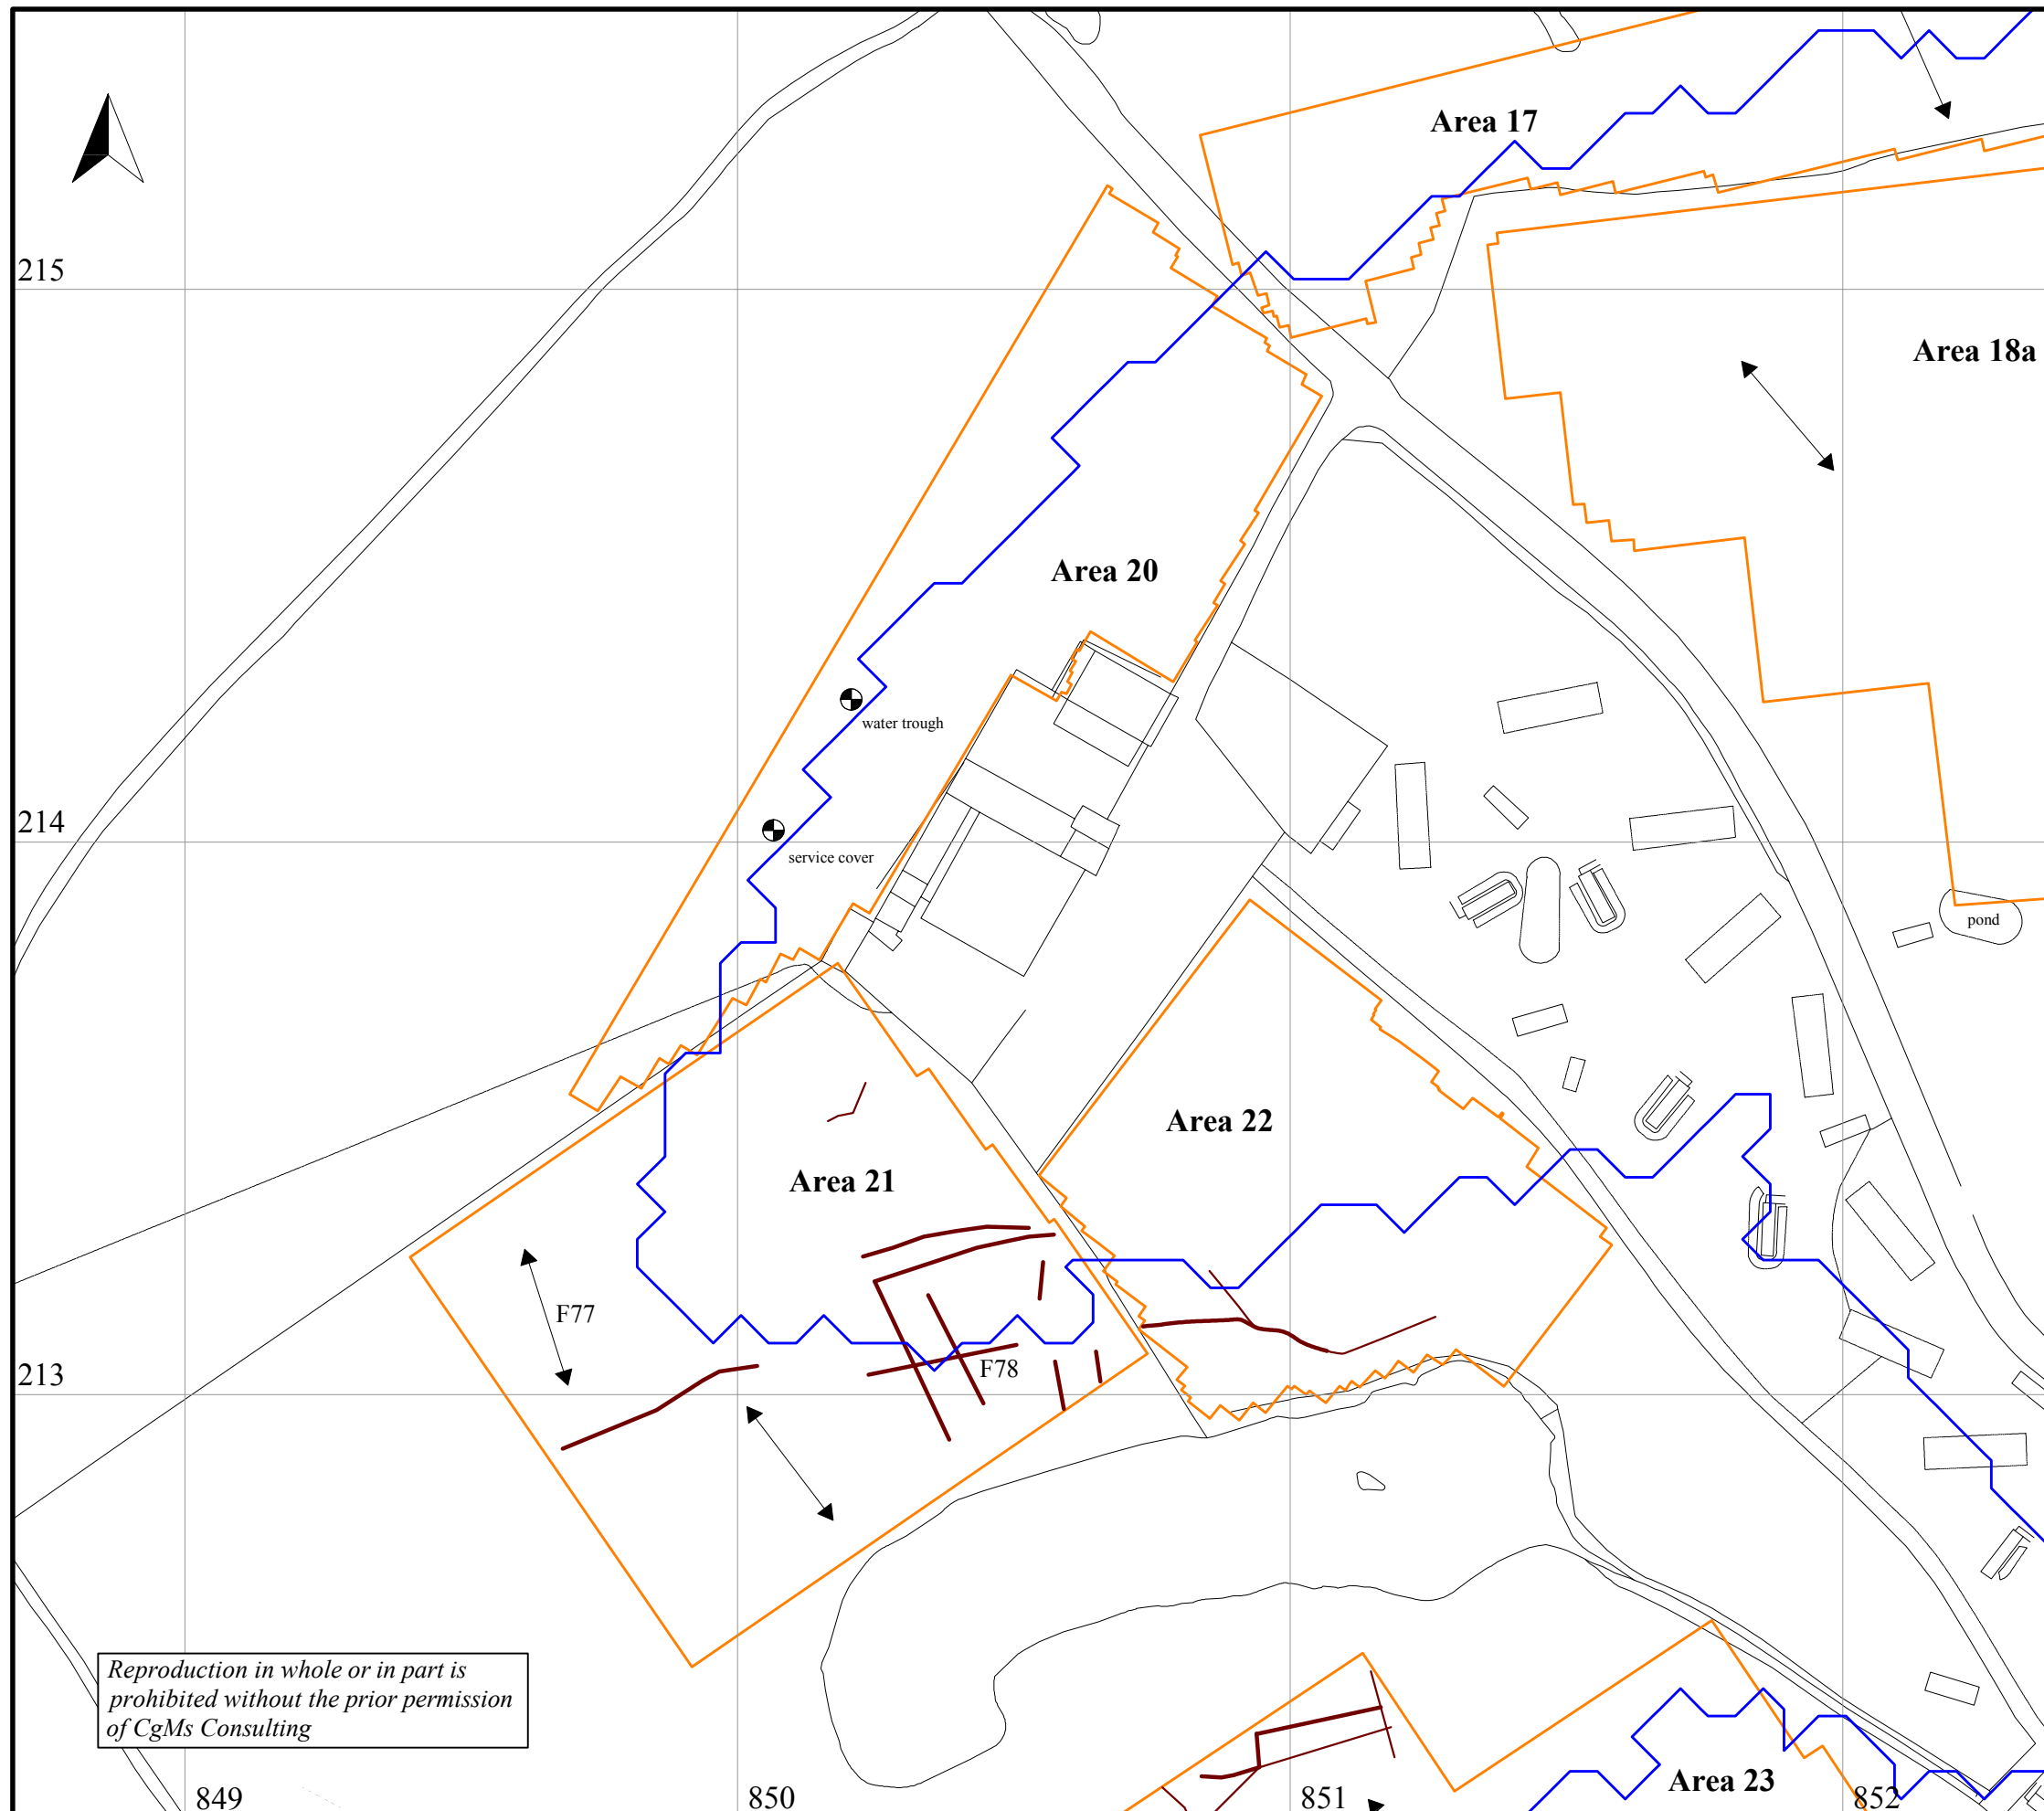 Area 17
215
Area 18a
Area 20
water trough
214
service cover
pond
Area 22
Area 21
F77
F78
213
Reproduction in whole or in part is
prohibited without the prior permission
of CgMs Consulting
Area 23
849
850
851
852